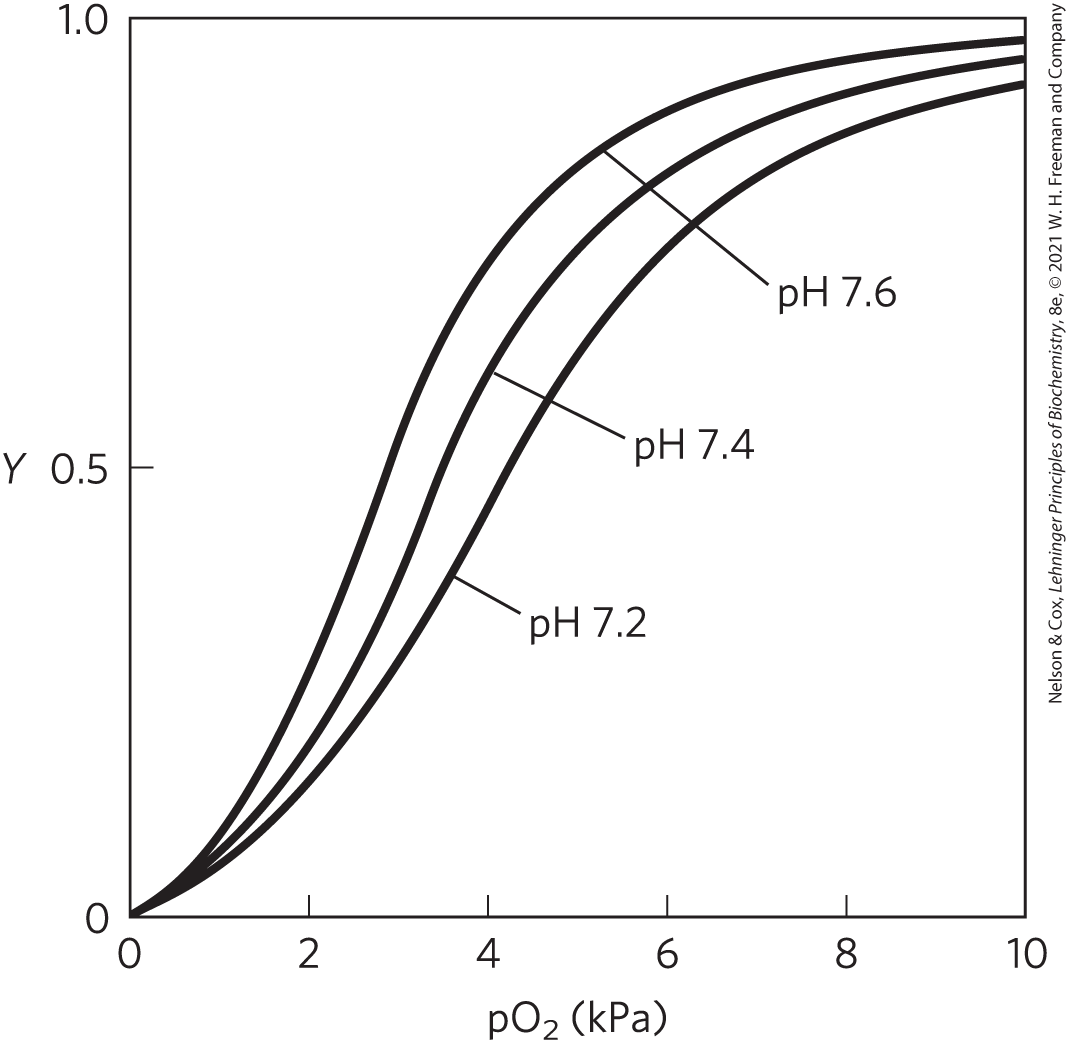 1.0
Y 0.5
0
0 2 4 6 8 10
pO₂ (kPa)
pH 7.6
pH 7.4
pH 7.2
Nelson & Cox, Lehninger Principles of Biochemistry, 8e, © 2021 W. H. Freeman and Company